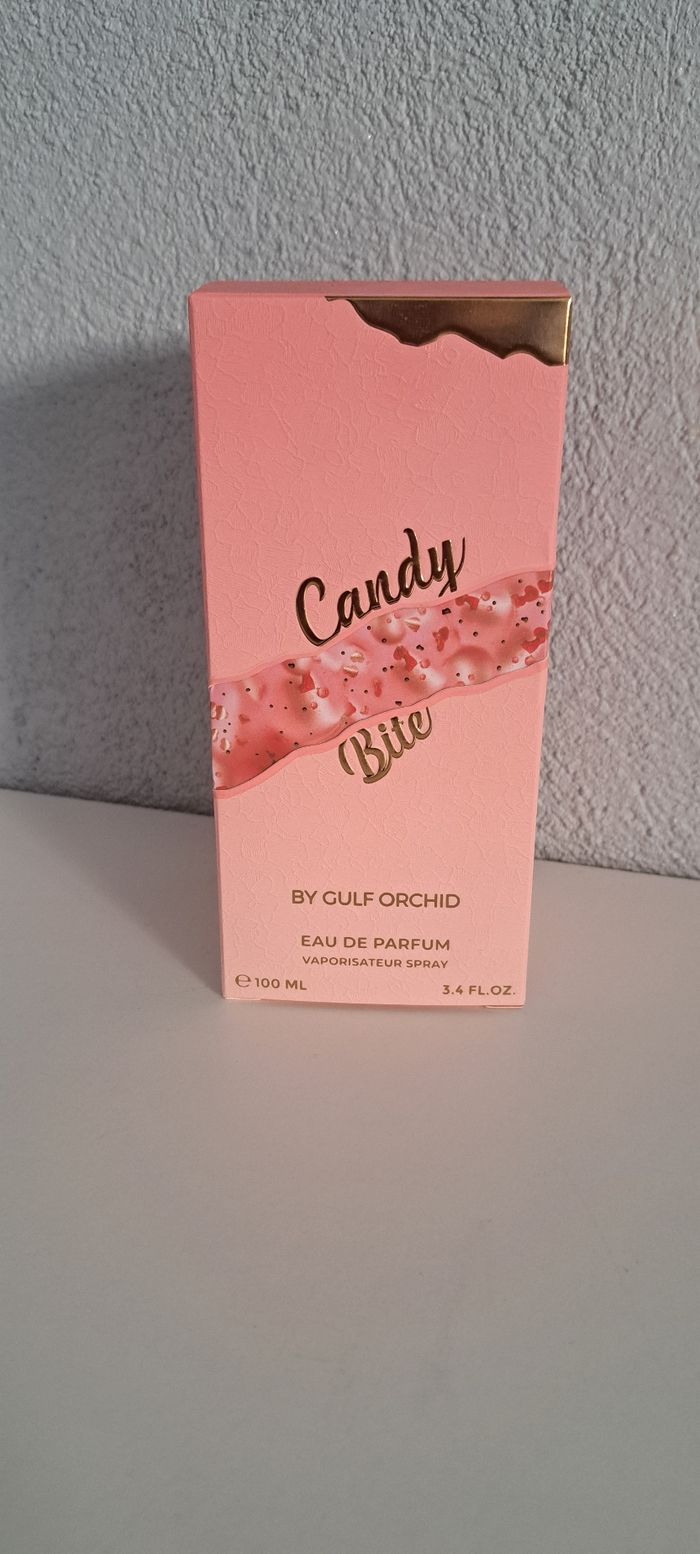 Candy
Bite
BY GULF ORCHID
EAU DE PARFUM
VAPORISATEUR SPRAY
℮ 100 ML 3.4 FL.OZ.